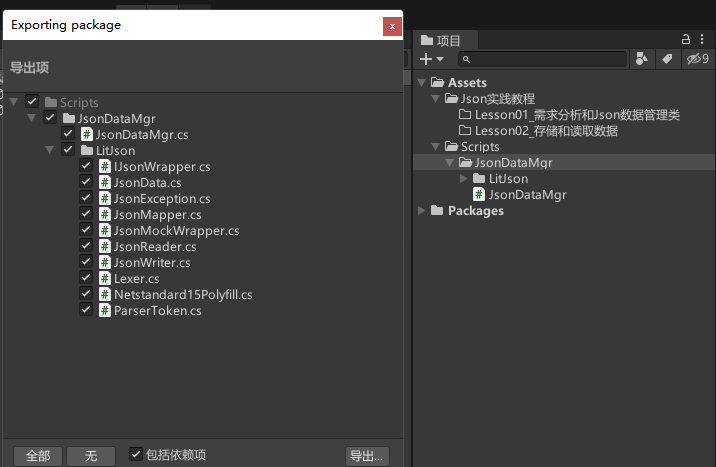 Exporting package
x
导出项
Scripts
JsonDataMgr
# JsonDataMgr.cs
LitJson
# IJsonWrapper.cs
# JsonData.cs
# JsonException.cs
# JsonMapper.cs
# JsonMockWrapper.cs
# JsonReader.cs
# JsonWriter.cs
# Lexer.cs
# Netstandard15Polyfill.cs
# ParserToken.cs
全部
无
包括依赖项
导出...
项目
9
Assets
Json实践教程
Lesson01_需求分析和Json数据管理类
Lesson02_存储和读取数据
Scripts
JsonDataMgr
LitJson
# JsonDataMgr
Packages